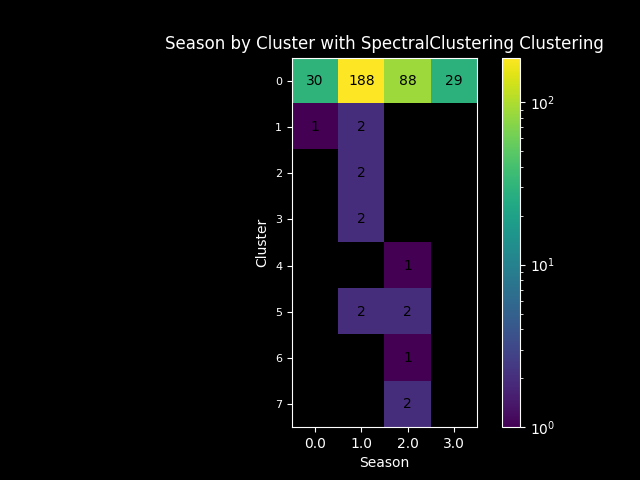 Season by Cluster with SpectralClustering Clustering
0 30 188 88 29
1 1 2
2 2
3 2
4 1
5 2 2
6 1
7 2
0.0 1.0 2.0 3.0
Season
Cluster
10²
10¹
10⁰